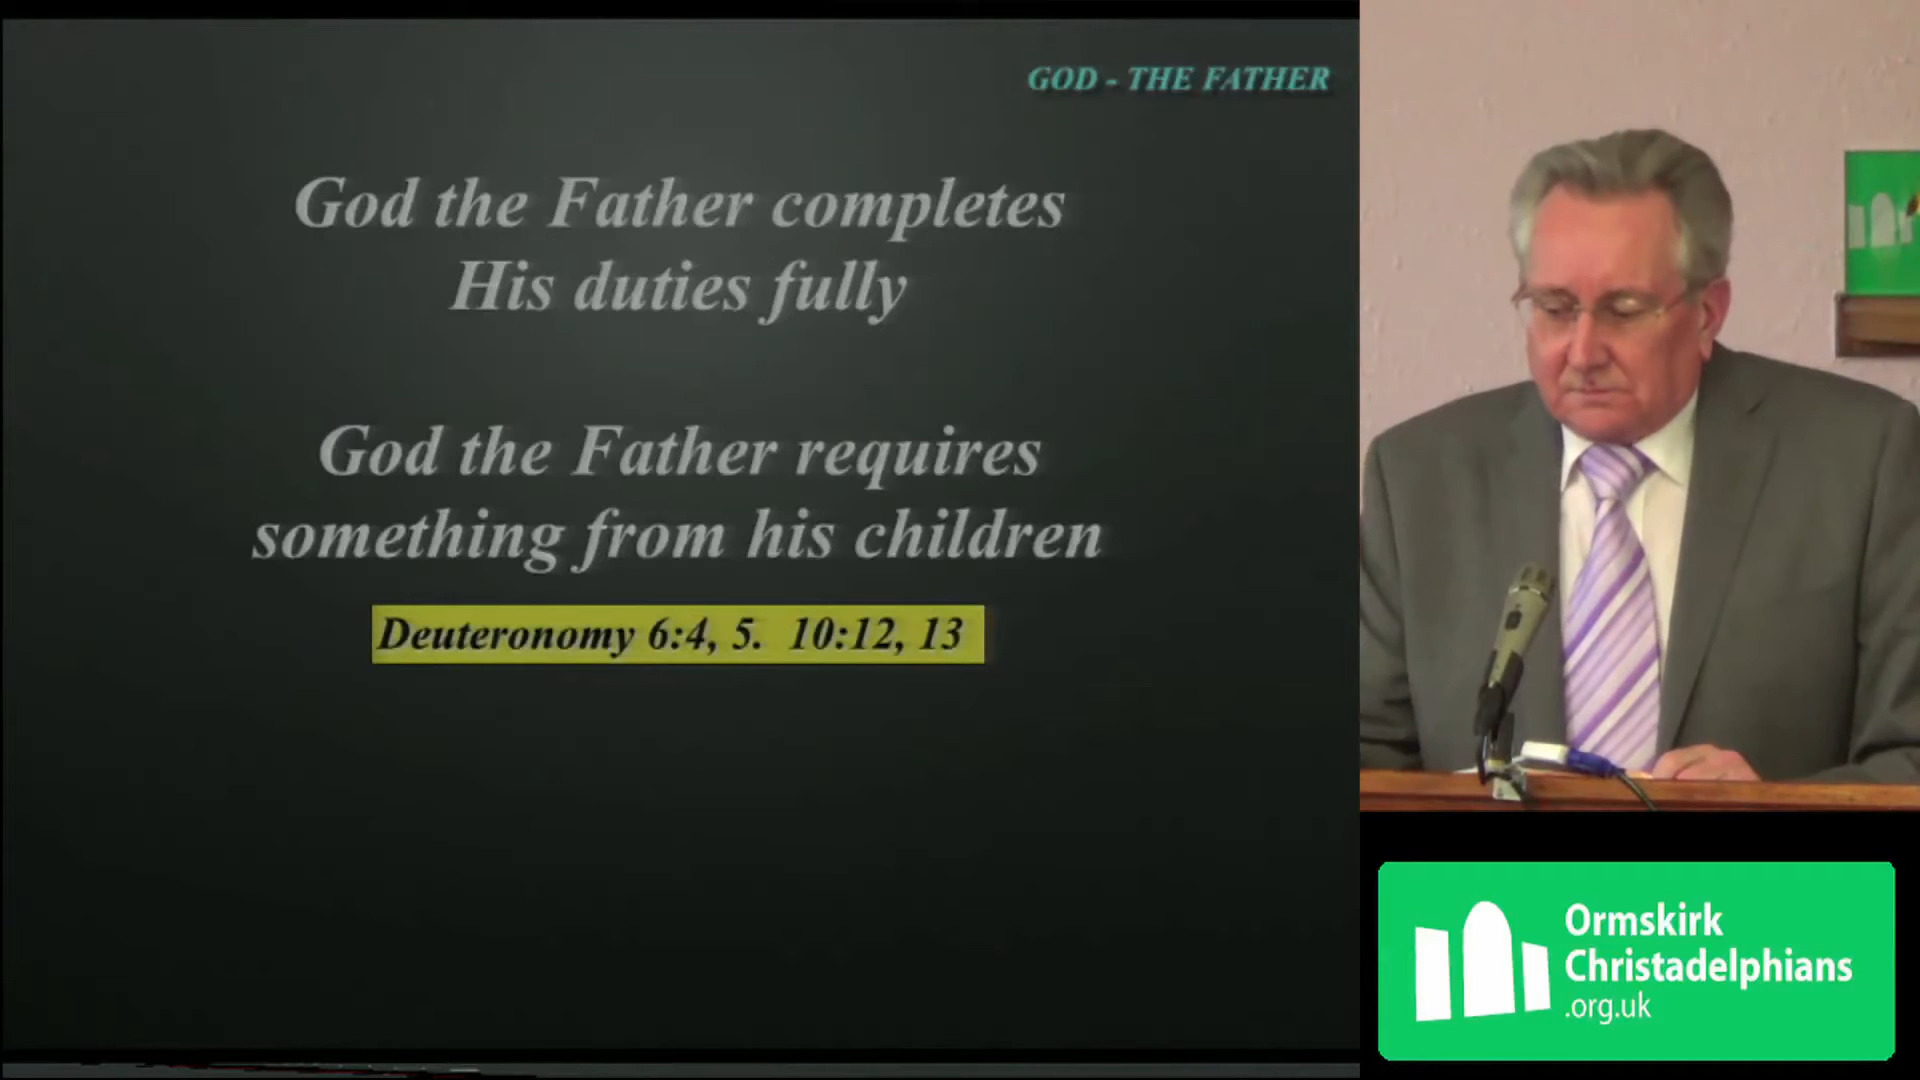 GOD - THE FATHER
God the Father completes
His duties fully
God the Father requires
something from his children
Deuteronomy 6:4, 5. 10:12, 13
Ormskirk
Christadelphians
.org.uk